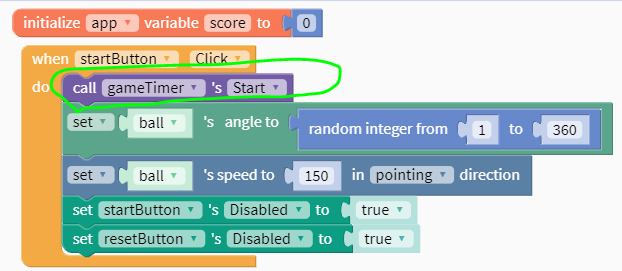 initialize app variable score to 0
when startButton Click
do call gameTimer 's Start
set ball 's angle to random integer from 1 to 360
set ball 's speed to 150 in pointing direction
set startButton 's Disabled to true
set resetButton 's Disabled to true